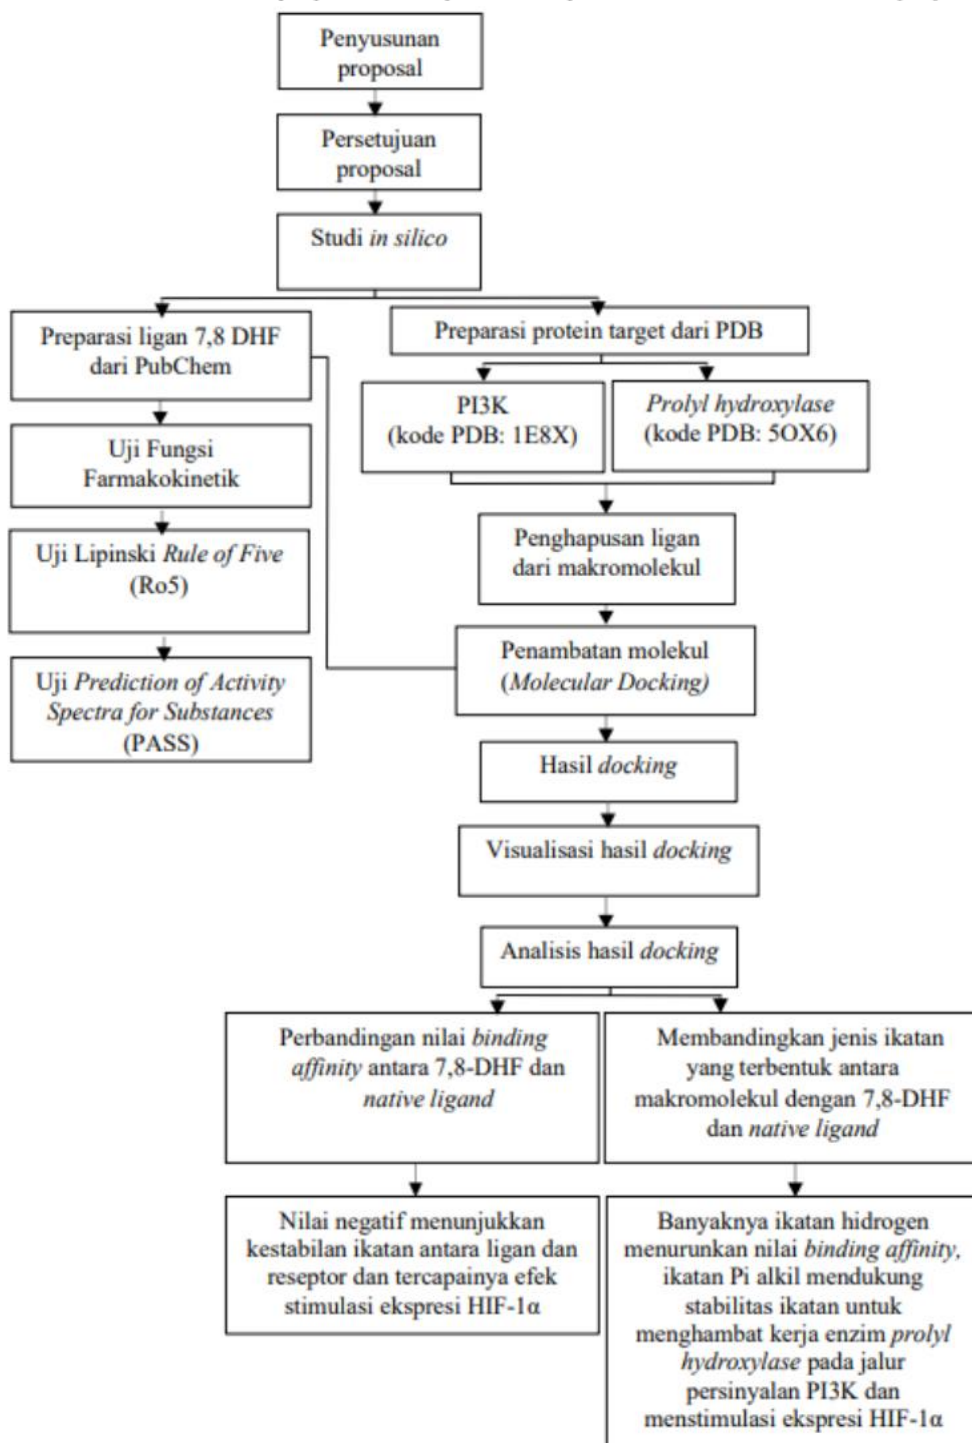 Penyusunan
proposal
Persetujuan
proposal
Studi in silico
Preparasi ligan 7,8 DHF
dari PubChem
Preparasi protein target dari PDB
PI3K
(kode PDB: 1E8X)
Prolyl hydroxylase
(kode PDB: 5OX6)
Uji Fungsi
Farmakokinetik
Uji Lipinski Rule of Five
(Ro5)
Uji Prediction of Activity
Spectra for Substances
(PASS)
Penghapusan ligan
dari makromolekul
Penambatan molekul
(Molecular Docking)
Hasil docking
Visualisasi hasil docking
Analisis hasil docking
Perbandingan nilai binding
affinity antara 7,8-DHF dan
native ligand
Membandingkan jenis ikatan
yang terbentuk antara
makromolekul dengan 7,8-DHF
dan native ligand
Nilai negatif menunjukkan
kestabilan ikatan antara ligan dan
reseptor dan tercapainya efek
stimulasi ekspresi HIF-1α
Banyaknya ikatan hidrogen
menurunkan nilai binding affinity,
ikatan Pi alkil mendukung
stabilitas ikatan untuk
menghambat kerja enzim prolyl
hydroxylase pada jalur
persinyalan PI3K dan
menstimulasi ekspresi HIF-1α